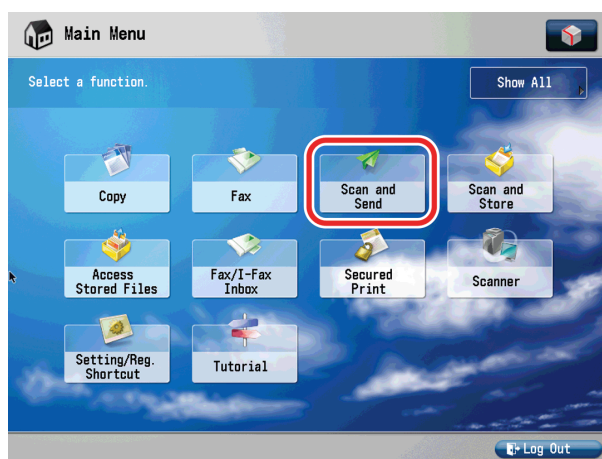 Main Menu
Select a function.
Show All
Copy
Fax
Scan and
Send
Scan and
Store
Access
Stored Files
Fax/I-Fax
Inbox
Secured
Print
Scanner
Setting/Reg.
Shortcut
Tutorial
Log Out